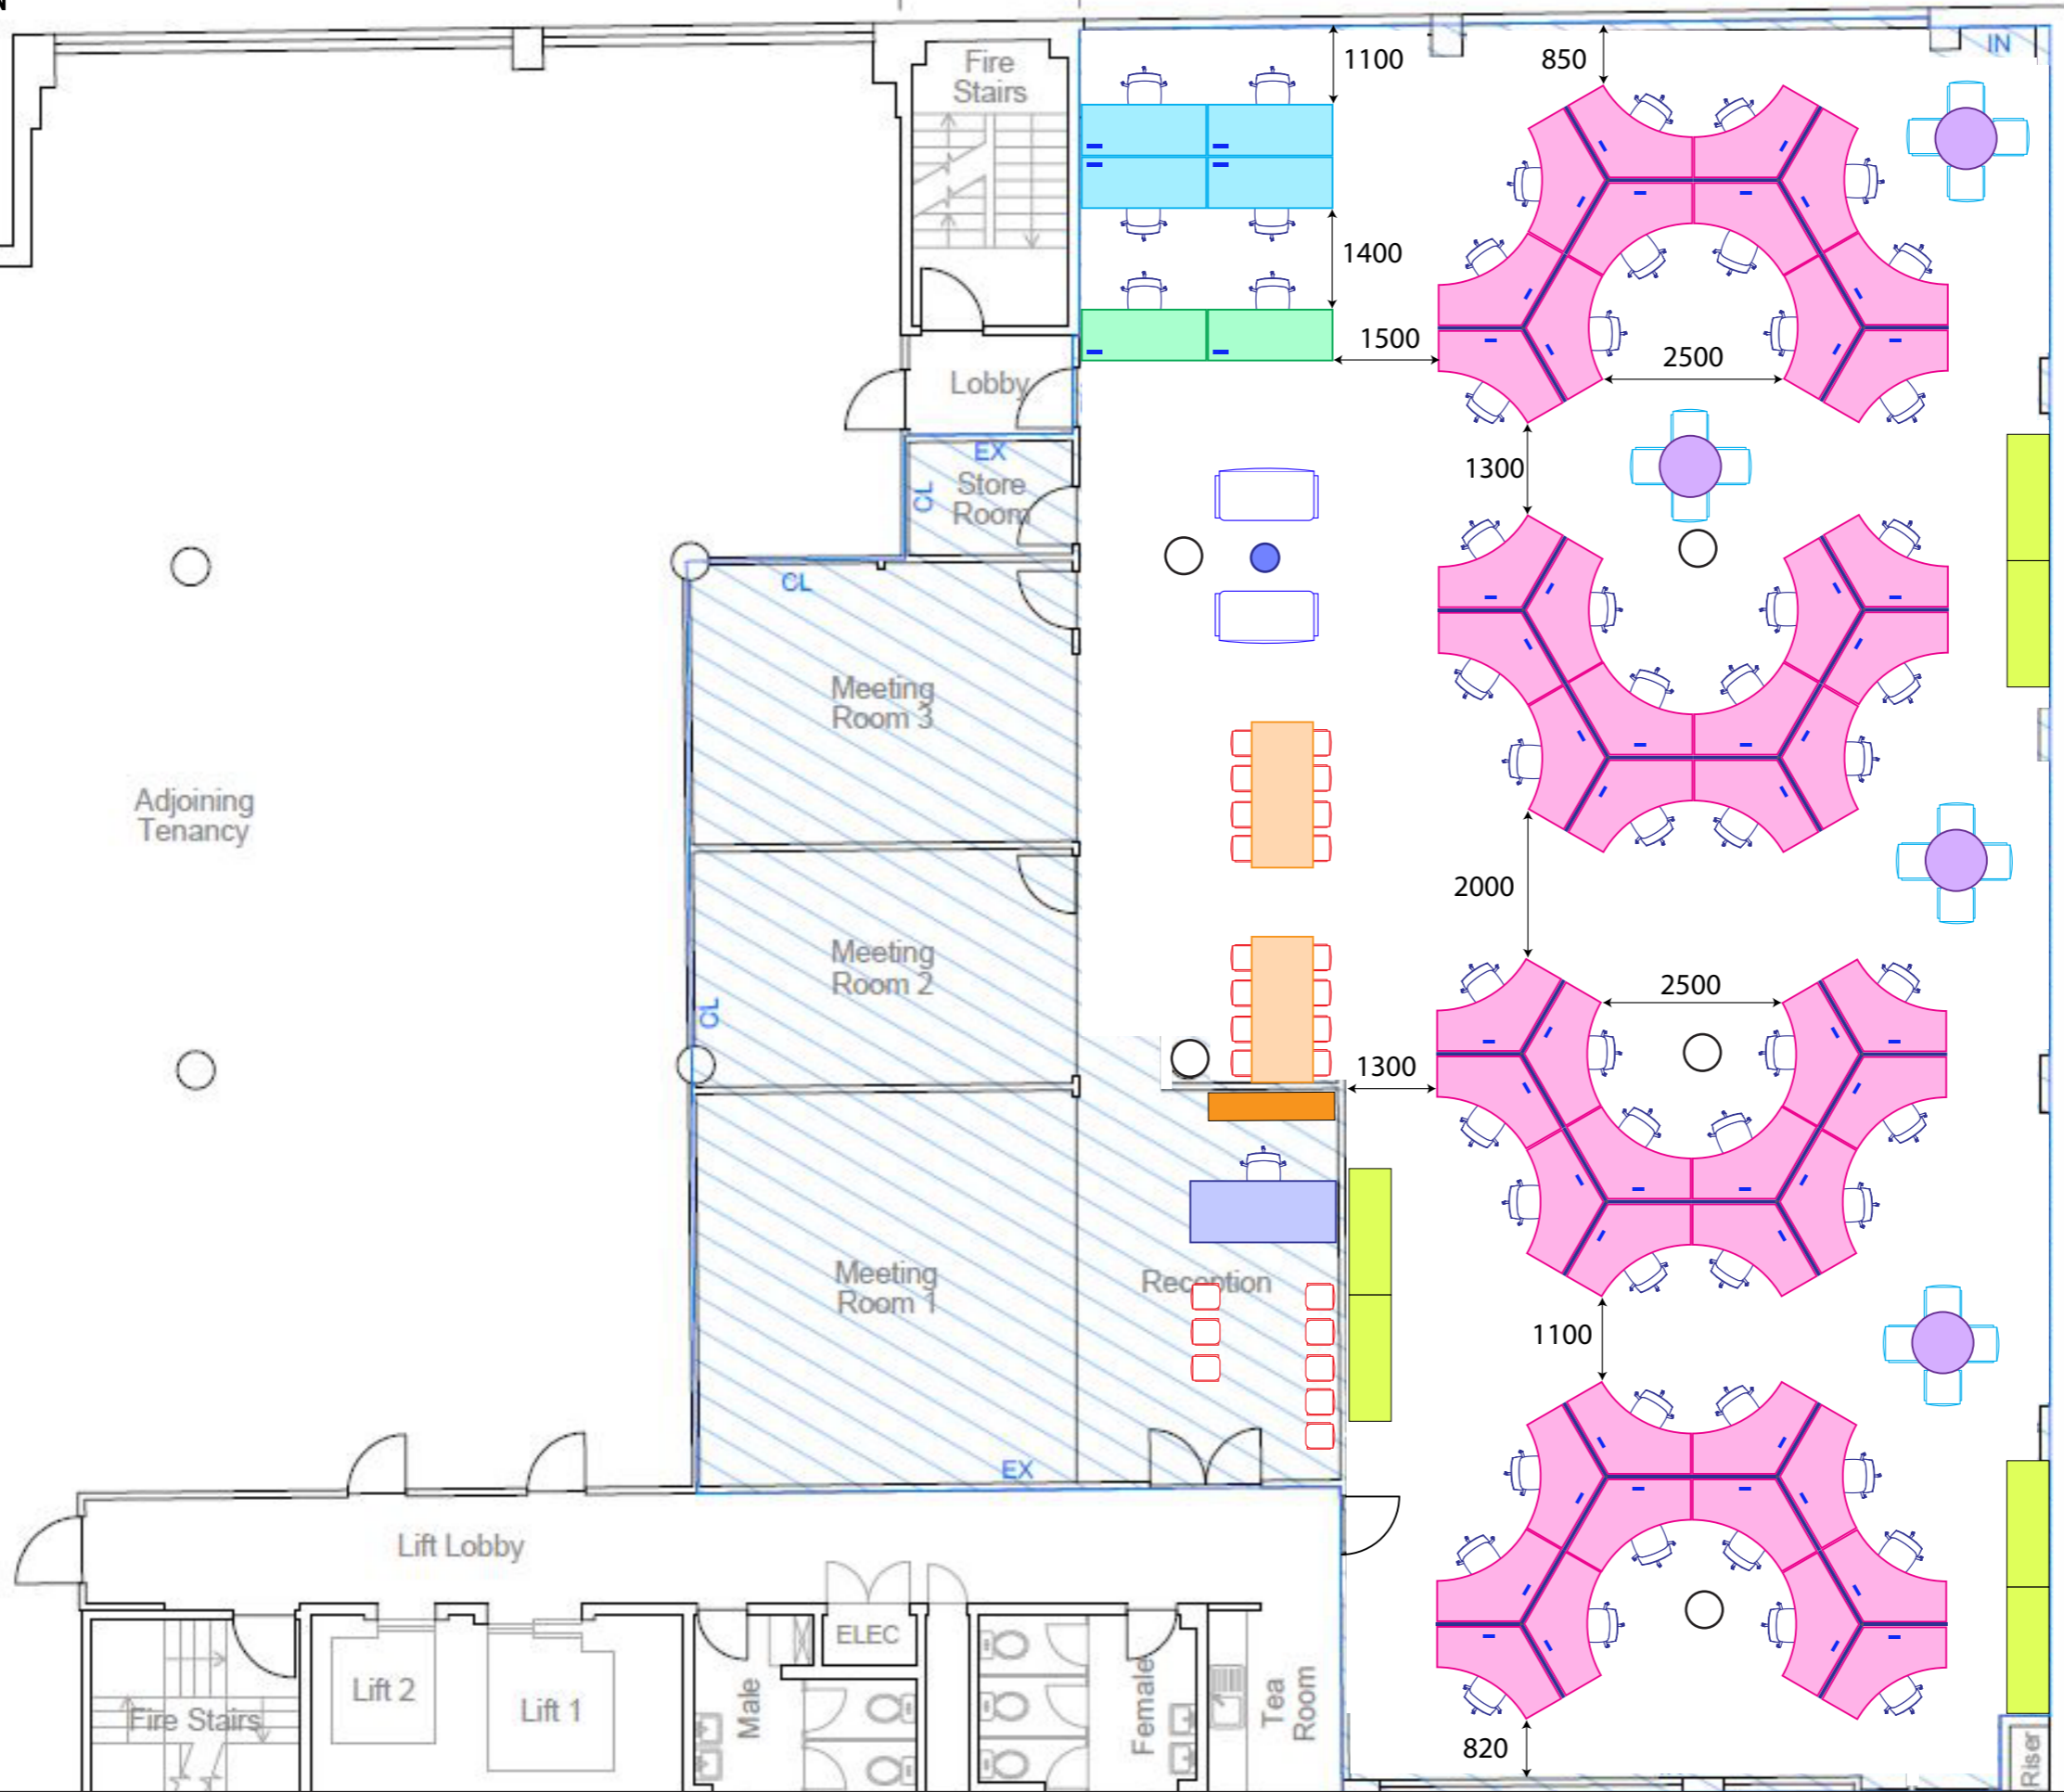 N
Fire
Stairs
1100
850
IN
1400
1500
2500
Lobby
EX
CL
Store
Room
1300
CL
Meeting
Room 3
Adjoining
Tenancy
2000
Meeting
Room 2
CL
2500
1300
Meeting
Room 1
Reception
1100
EX
Lift Lobby
ELEC
Lift 2
Lift 1
Fire Stairs
Male
Female
Tea
Room
820
Riser